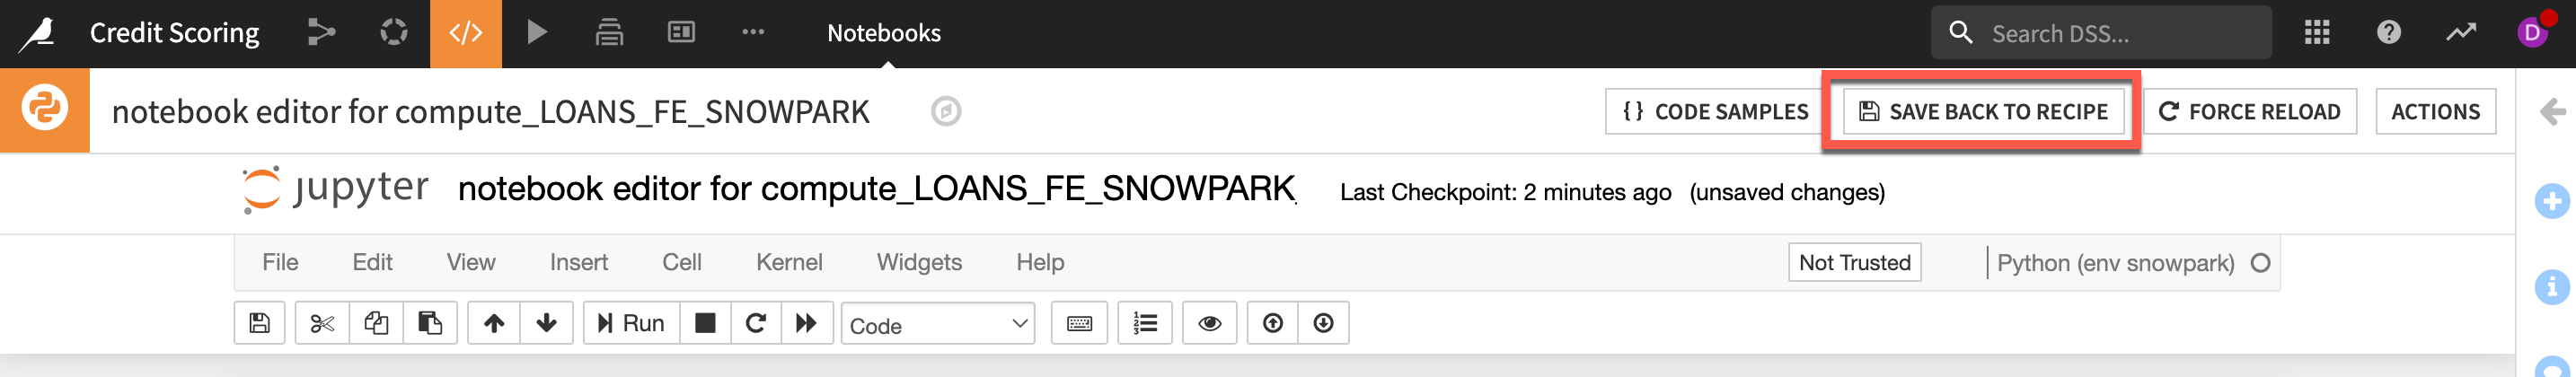 Credit Scoring </> ... Notebooks Search DSS... D
notebook editor for compute_LOANS_FE_SNOWPARK {} CODE SAMPLES SAVE BACK TO RECIPE FORCE RELOAD ACTIONS
jupyter notebook editor for compute_LOANS_FE_SNOWPARK Last Checkpoint: 2 minutes ago (unsaved changes)
File Edit View Insert Cell Kernel Widgets Help Not Trusted Python (env snowpark)
Run Code